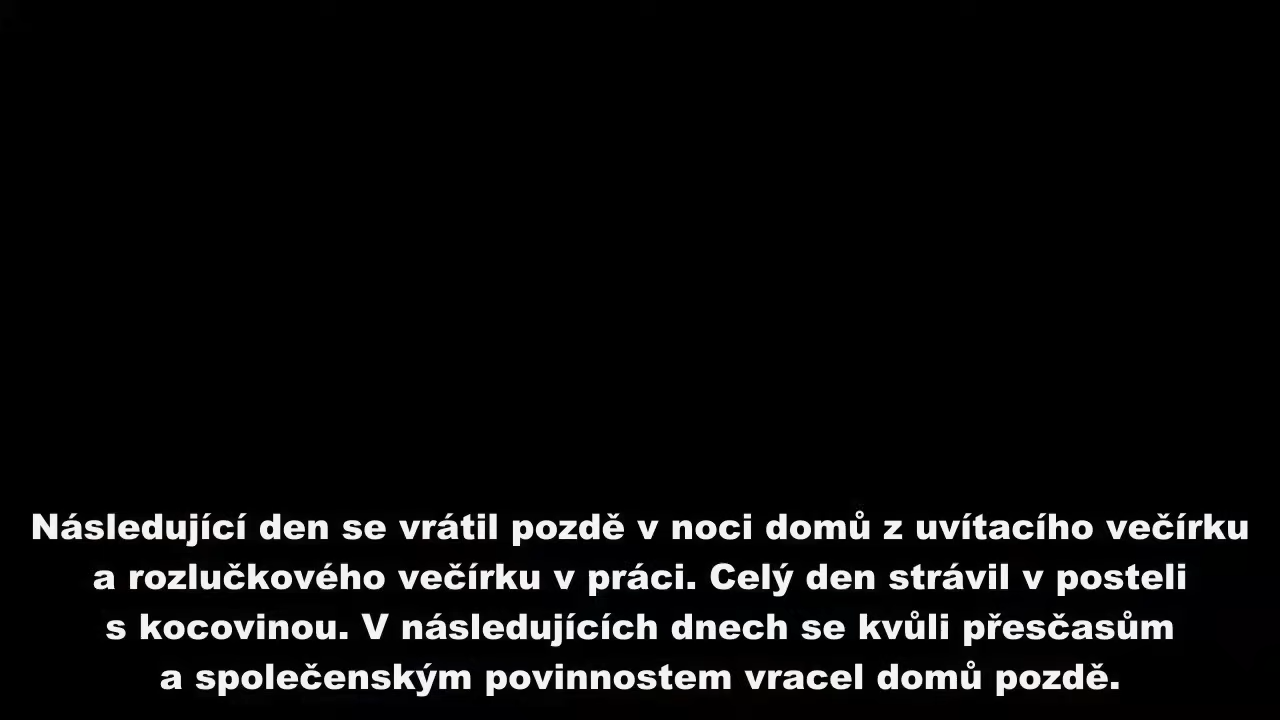 Následující den se vrátil pozdě v noci domů z uvítacího večírku
a rozlučkového večírku v práci. Celý den strávil v posteli
s kocovinou. V následujících dnech se kvůli přesčasům
a společenským povinnostem vracel domů pozdě.